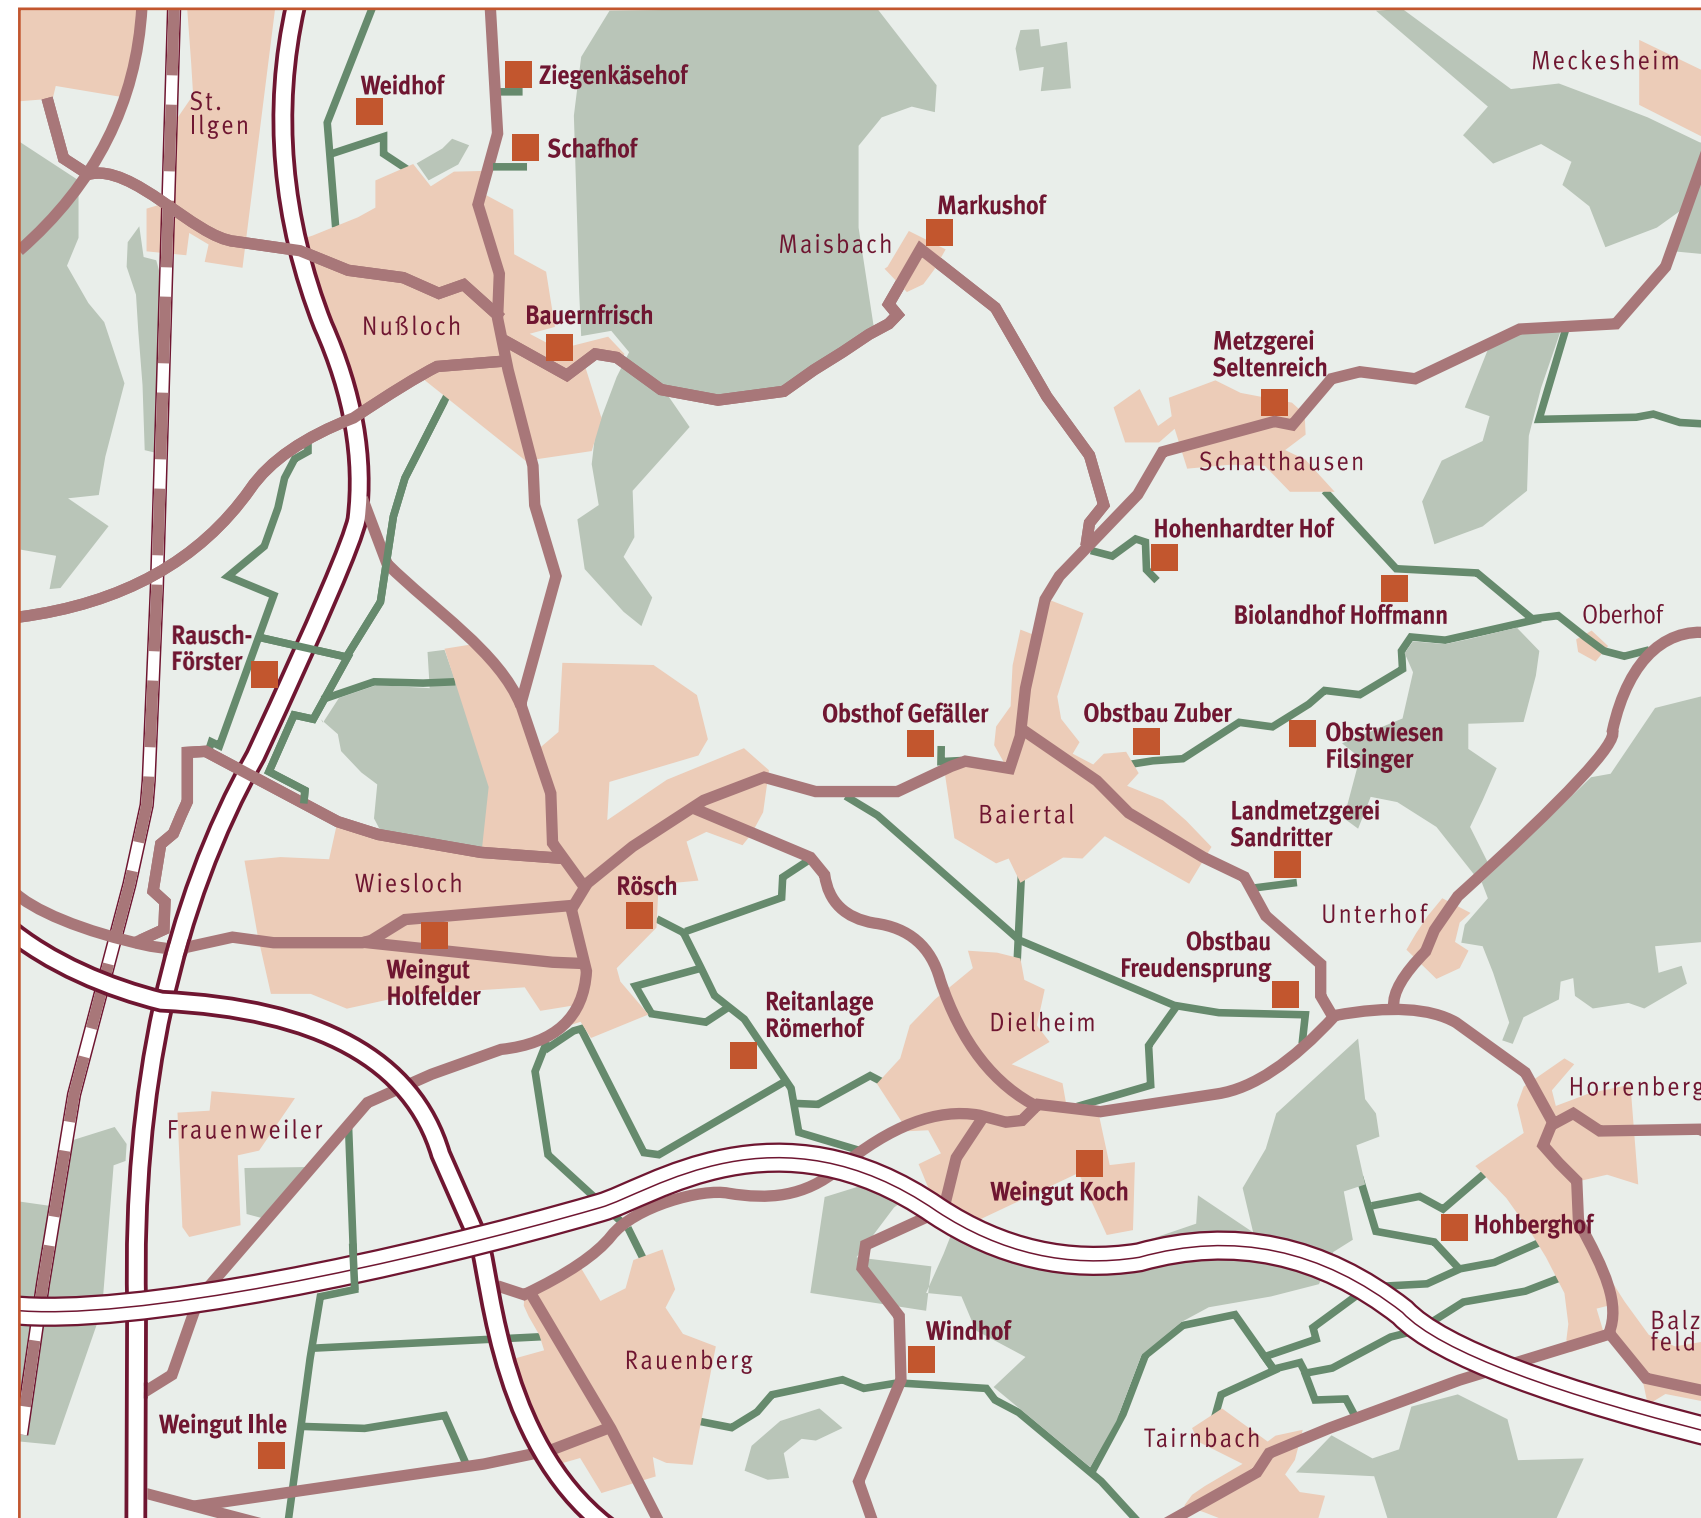 Meckesheim
Ziegenkäsehof
Weidhof
St.
Ilgen
Schafhof
Markushof
Maisbach
Bauernfrisch
Nußloch
Metzgerei
Seltenreich
Schatthausen
Hohenhardter Hof
Biolandhof Hoffmann
Oberhof
Rausch-
Förster
Obsthof Gefäller
Obstbau Zuber
Obstwiesen
Filsinger
Baiertal
Landmetzgerei
Sandritter
Wiesloch
Rösch
Unterhof
Obstbau
Freudensprung
Weingut
Holfelder
Reitanlage
Römerhof
Dielheim
Horrenberg
Frauenweiler
Weingut Koch
Hohberghof
Balz
feld
Windhof
Rauenberg
Weingut Ihle
Tairnbach